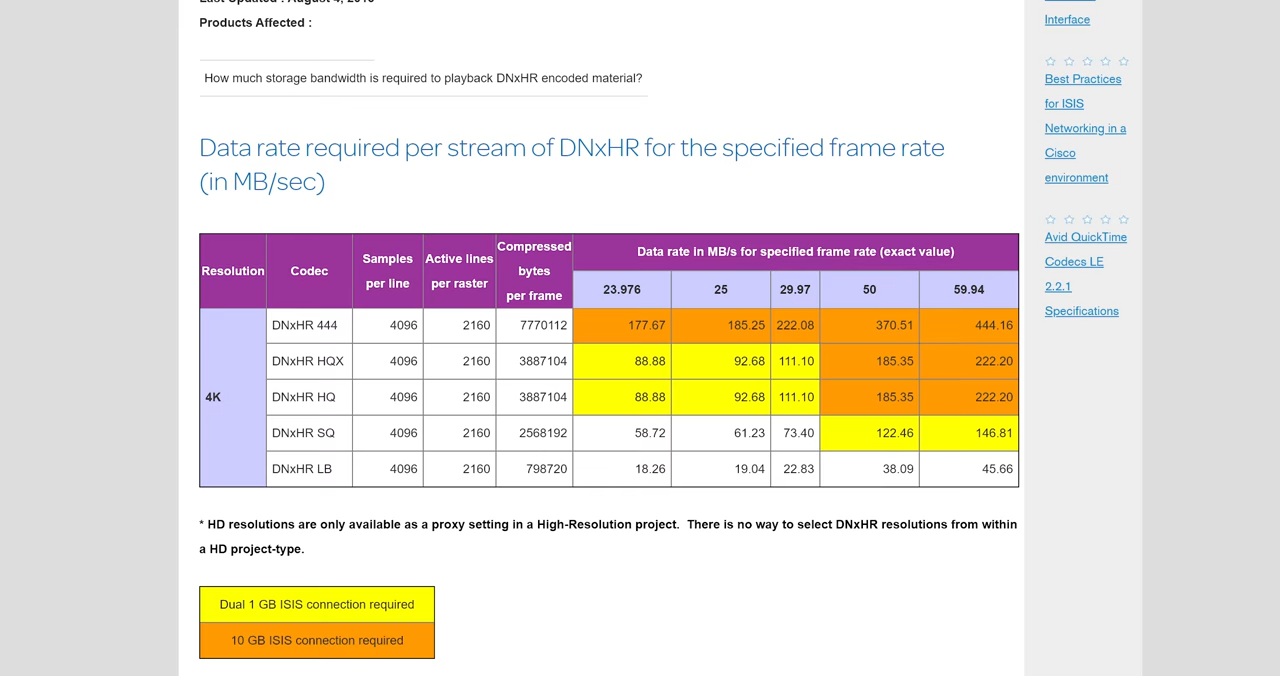 Products Affected :
How much storage bandwidth is required to playback DNxHR encoded material?
Data rate required per stream of DNxHR for the specified frame rate
(in MB/sec)
Resolution Codec Samples per line Active lines per raster Compressed bytes per frame Data rate in MB/s for specified frame rate (exact value)
23.976 25 29.97 50 59.94
4K
DNxHR 444 4096 2160 7770112 177.67 185.25 222.08 370.51 444.16
DNxHR HQX 4096 2160 3887104 88.88 92.68 111.10 185.35 222.20
DNxHR HQ 4096 2160 3887104 88.88 92.68 111.10 185.35 222.20
DNxHR SQ 4096 2160 2568192 58.72 61.23 73.40 122.46 146.81
DNxHR LB 4096 2160 798720 18.26 19.04 22.83 38.09 45.66
* HD resolutions are only available as a proxy setting in a High-Resolution project.  There is no way to select DNxHR resolutions from within
a HD project-type.
Dual 1 GB ISIS connection required
10 GB ISIS connection required
Interface
Best Practices
for ISIS
Networking in a
Cisco
environment
Avid QuickTime
Codecs LE
2.2.1
Specifications